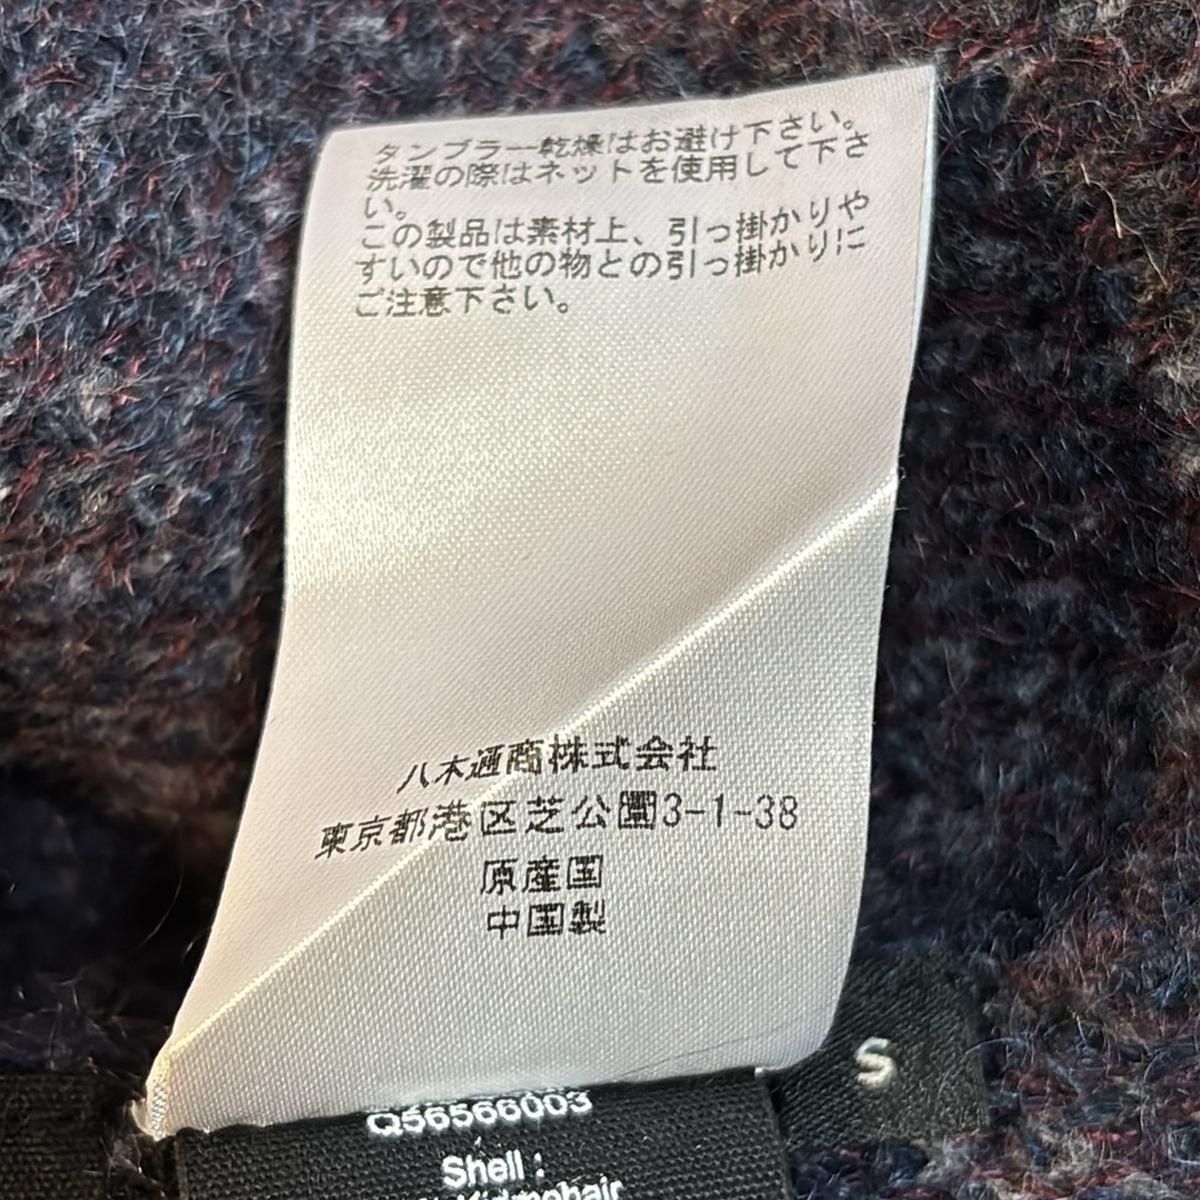 タンブラー乾燥はお避け下さい。
洗濯の際はネットを使用して下さ
い。
この製品は素材上、引っ掛かりや
すいので他の物との引っ掛かりに
ご注意下さい。
八木通商株式会社
東京都港区芝公園3-1-38
原産国
中国製
S
Q56566003
Shell :
Kidmohair